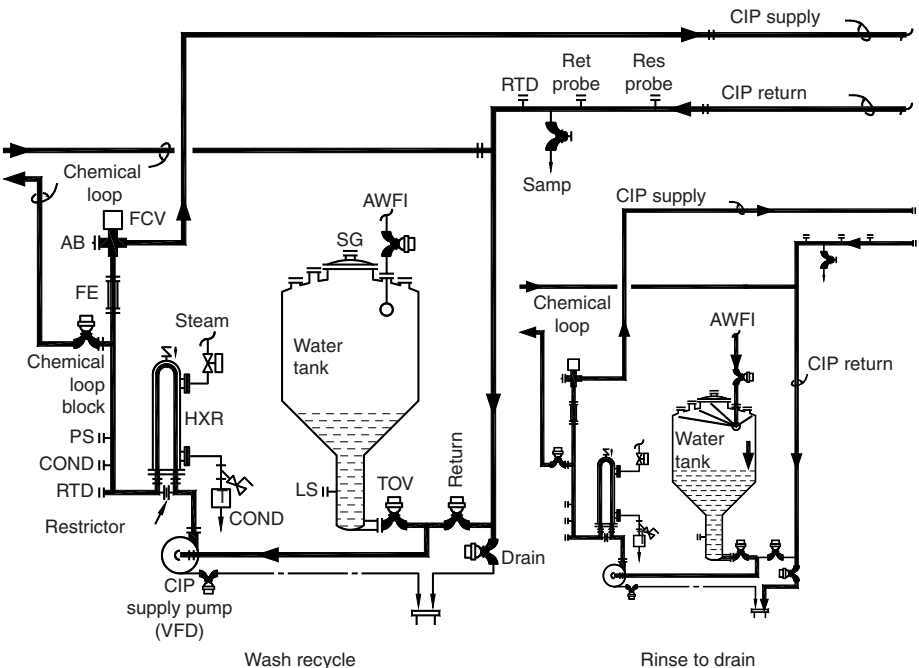 CIP supply
RTD
Ret
probe
Res
probe
CIP return
Samp
Chemical
loop
FCV
AB
AWFI
SG
FE
Steam
Chemical
loop
block
Water
tank
HXR
PS
COND
RTD
LS
TOV
Return
Restrictor
COND
Drain
CIP
supply pump
(VFD)
Wash recycle
CIP supply
Chemical
loop
AWFI
CIP return
Water
tank
Rinse to drain